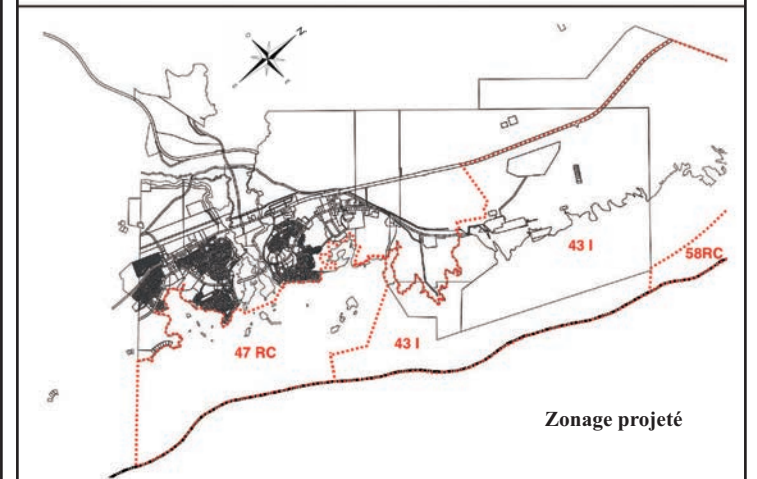 N
O
E
S
43 I
58RC
47 RC
43 I
Zonage projeté